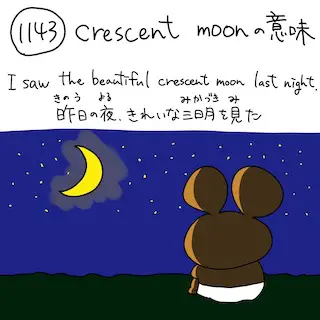 1143 crescent moonの意味
I saw the beautiful crescent moon last night.
きのう よる みかづき み
昨日の夜、きれいな三日月を見た